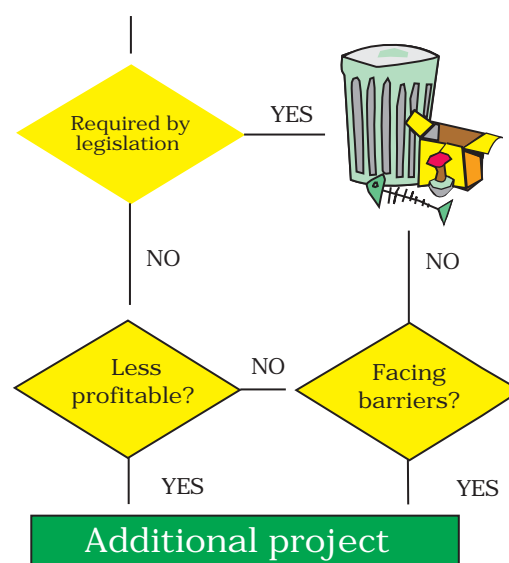 Required by
legislation
YES
NO
NO
Less
profitable?
NO
Facing
barriers?
YES
YES
Additional project